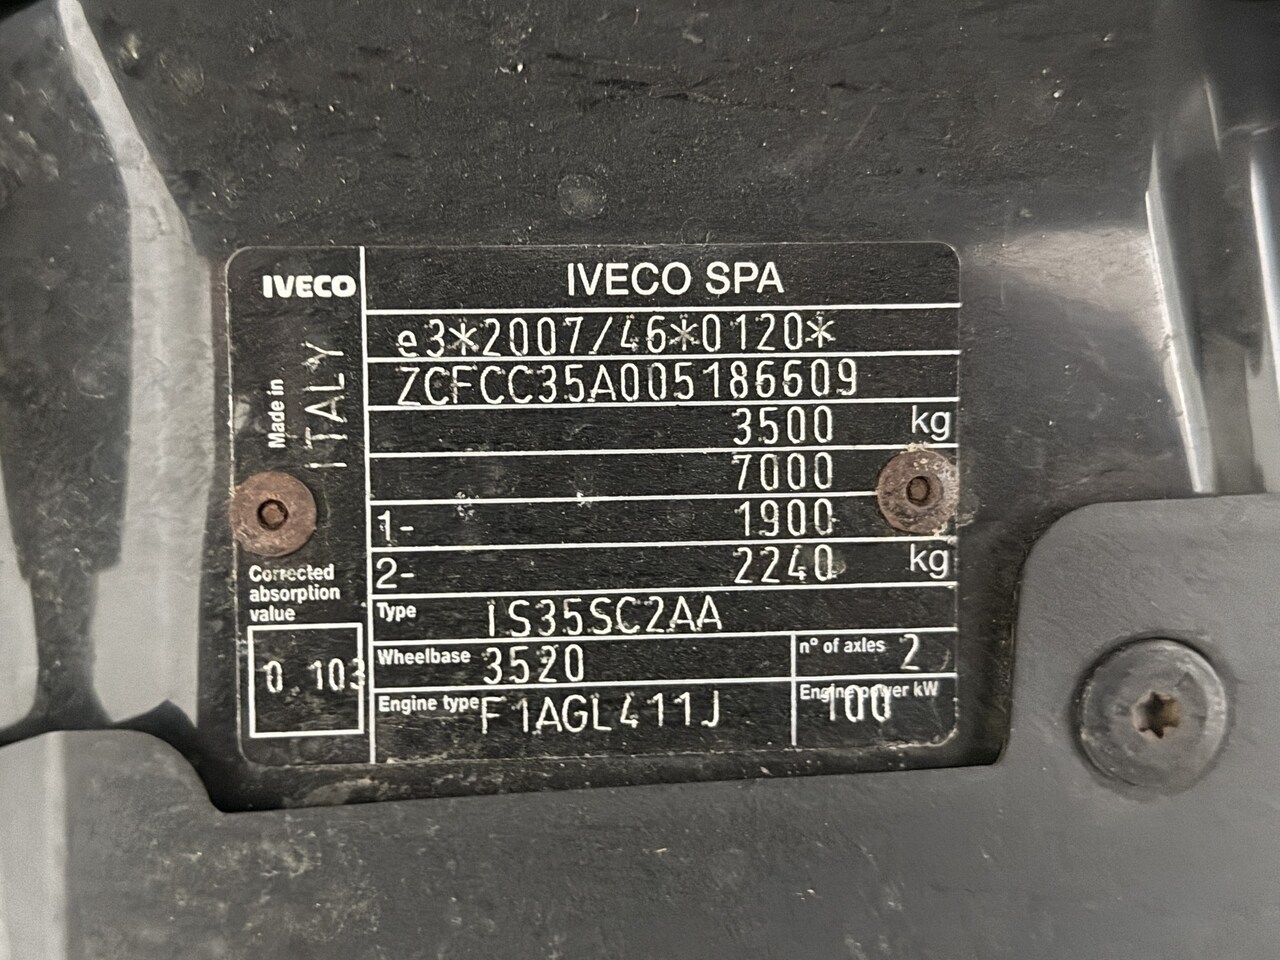 IVECO
IVECO SPA
e3*2007/46*0120*
ZCFCC35A005186609
3500 kg
7000
1- 1900
2- 2240 kg
Made in ITALY
Corrected
absorption
value
0 103
Type IS35SC2AA
Wheelbase 3520
n° of axles 2
Engine type F1AGL411J
Engine power kW 100